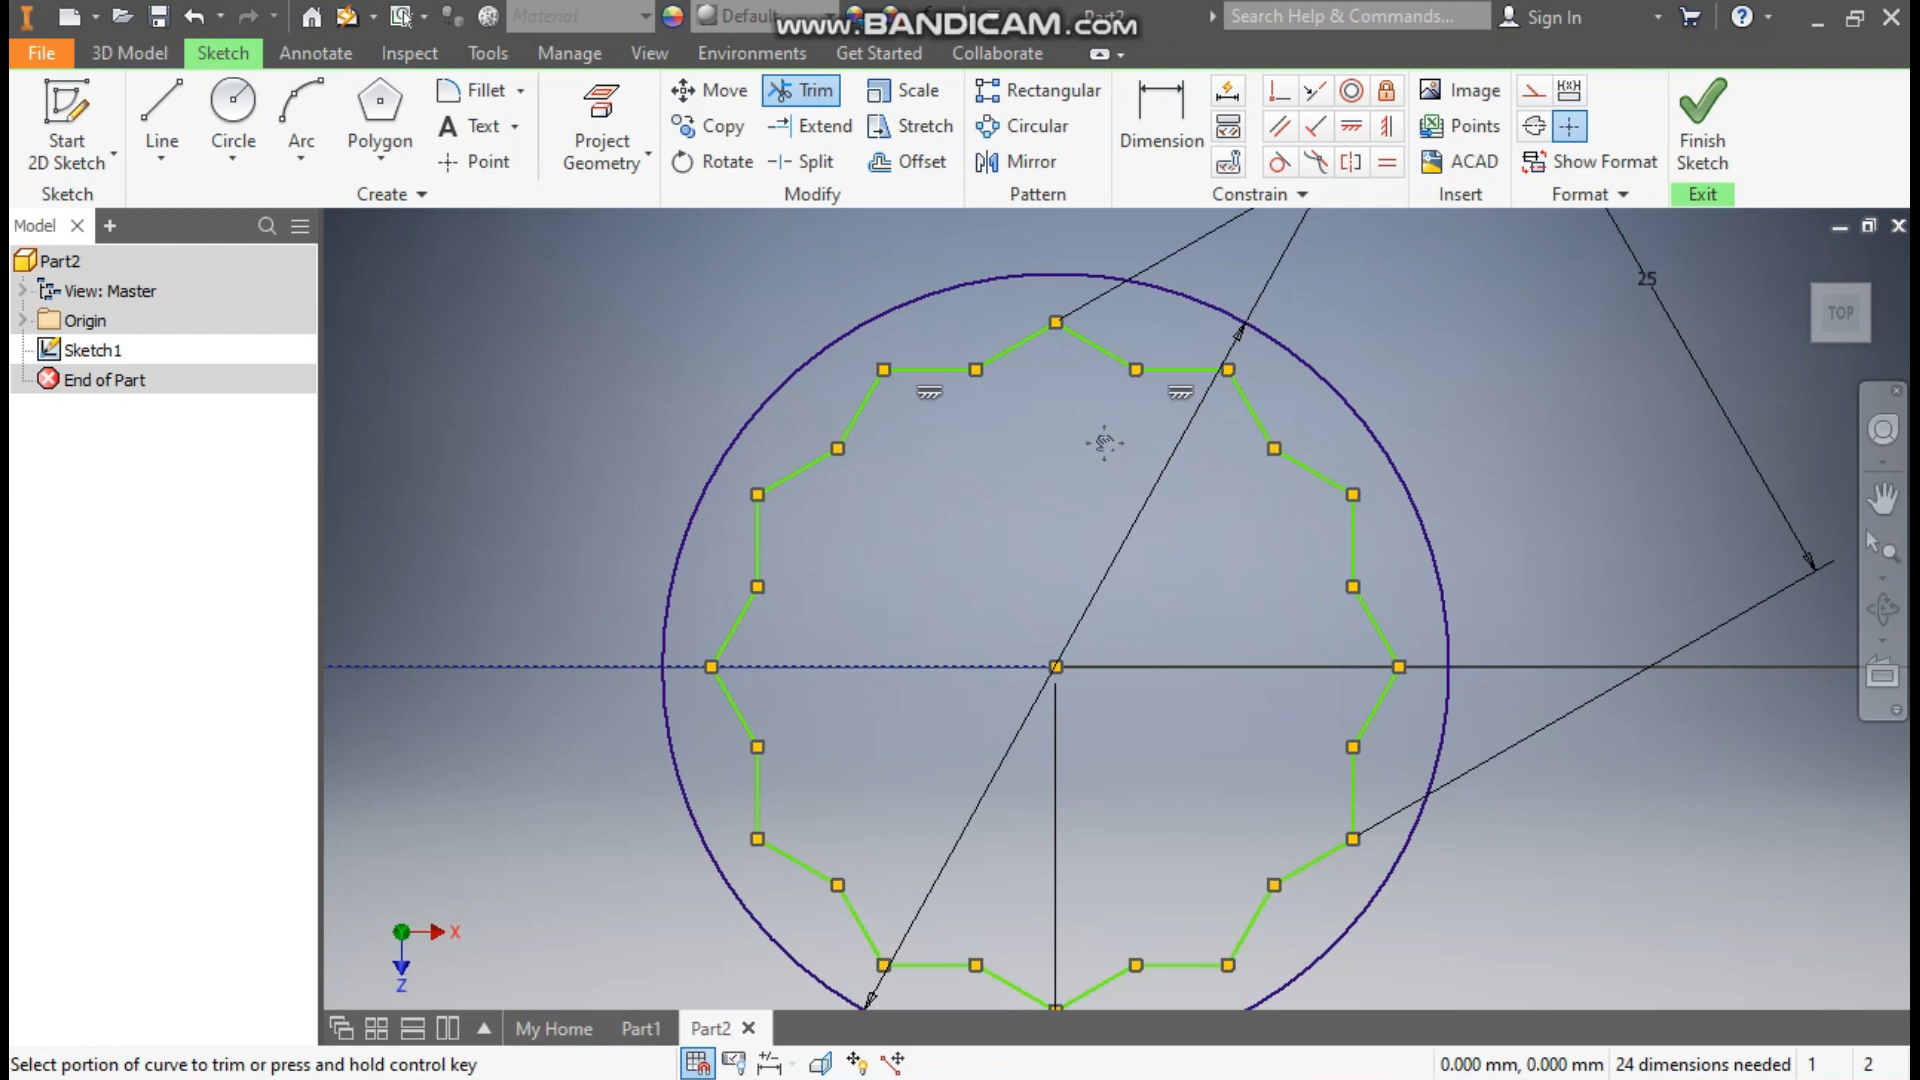 Material
Default
www.BANDICAM.com
Search Help & Commands...
Sign In
File
3D Model
Sketch
Annotate
Inspect
Tools
Manage
View
Environments
Get Started
Collaborate
Start
2D Sketch
Line
Circle
Arc
Polygon
Fillet
Text
Point
Project
Geometry
Move
Trim
Scale
Copy
Extend
Stretch
Rotate
Split
Offset
Rectangular
Circular
Mirror
Dimension
Image
Points
ACAD
Show Format
Finish
Sketch
Sketch
Create
Modify
Pattern
Constrain
Insert
Format
Exit
Model
Part2
View: Master
Origin
Sketch1
End of Part
25
TOP
X
Z
My Home
Part1
Part2
Select portion of curve to trim or press and hold control key
0.000 mm, 0.000 mm
24 dimensions needed
1
2